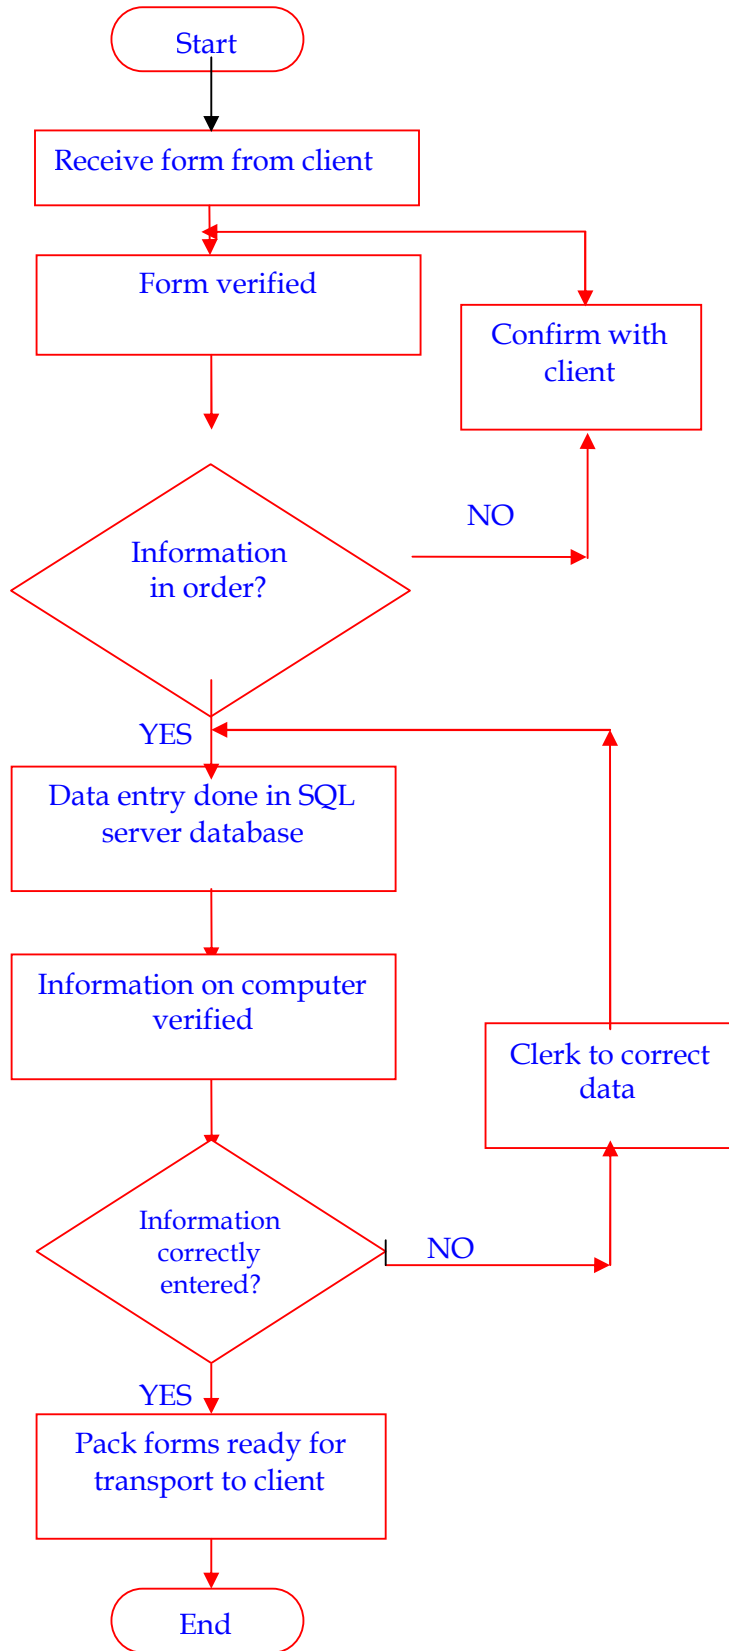 Start
Receive form from client
Form verified
Confirm with
client
NO
Information
in order?
YES
Data entry done in SQL
server database
Information on computer
verified
Clerk to correct
data
Information
correctly
entered?
NO
YES
Pack forms ready for
transport to client
End